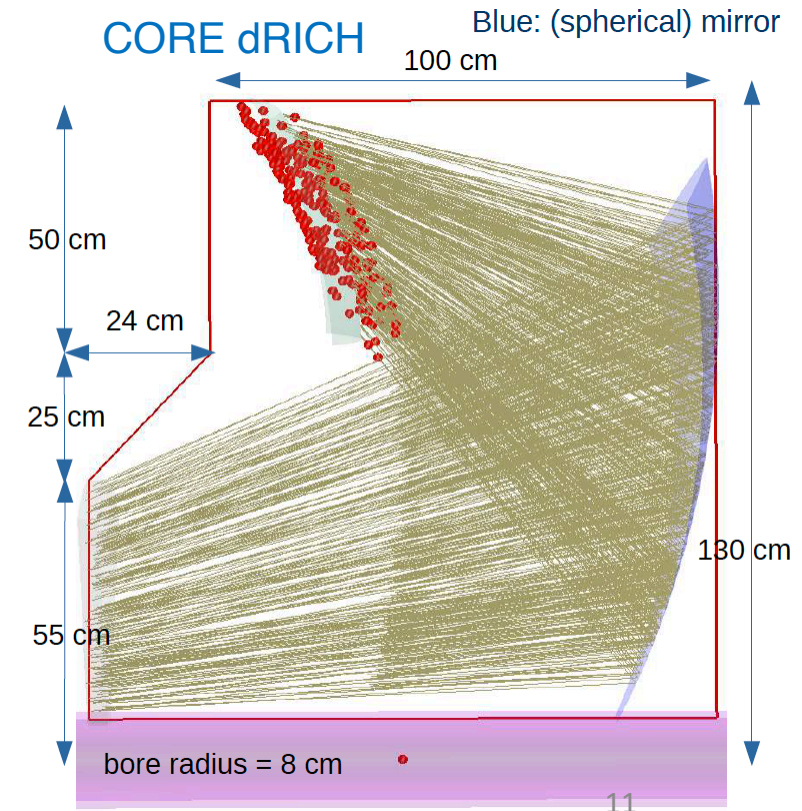 CORE dRICH
Blue: (spherical) mirror
100 cm
50 cm
24 cm
25 cm
130 cm
55 cm
bore radius = 8 cm
11